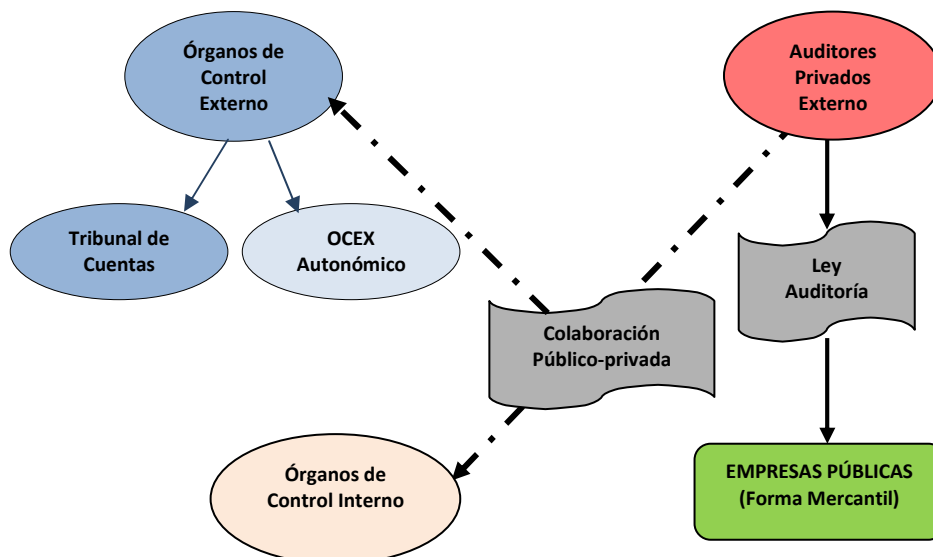 Órganos de
Control
Externo
Auditores
Privados
Externo
Tribunal de
Cuentas
OCEX
Autonómico
Ley
Auditoría
Colaboración
Público-privada
Órganos de
Control Interno
EMPRESAS PÚBLICAS
(Forma Mercantil)